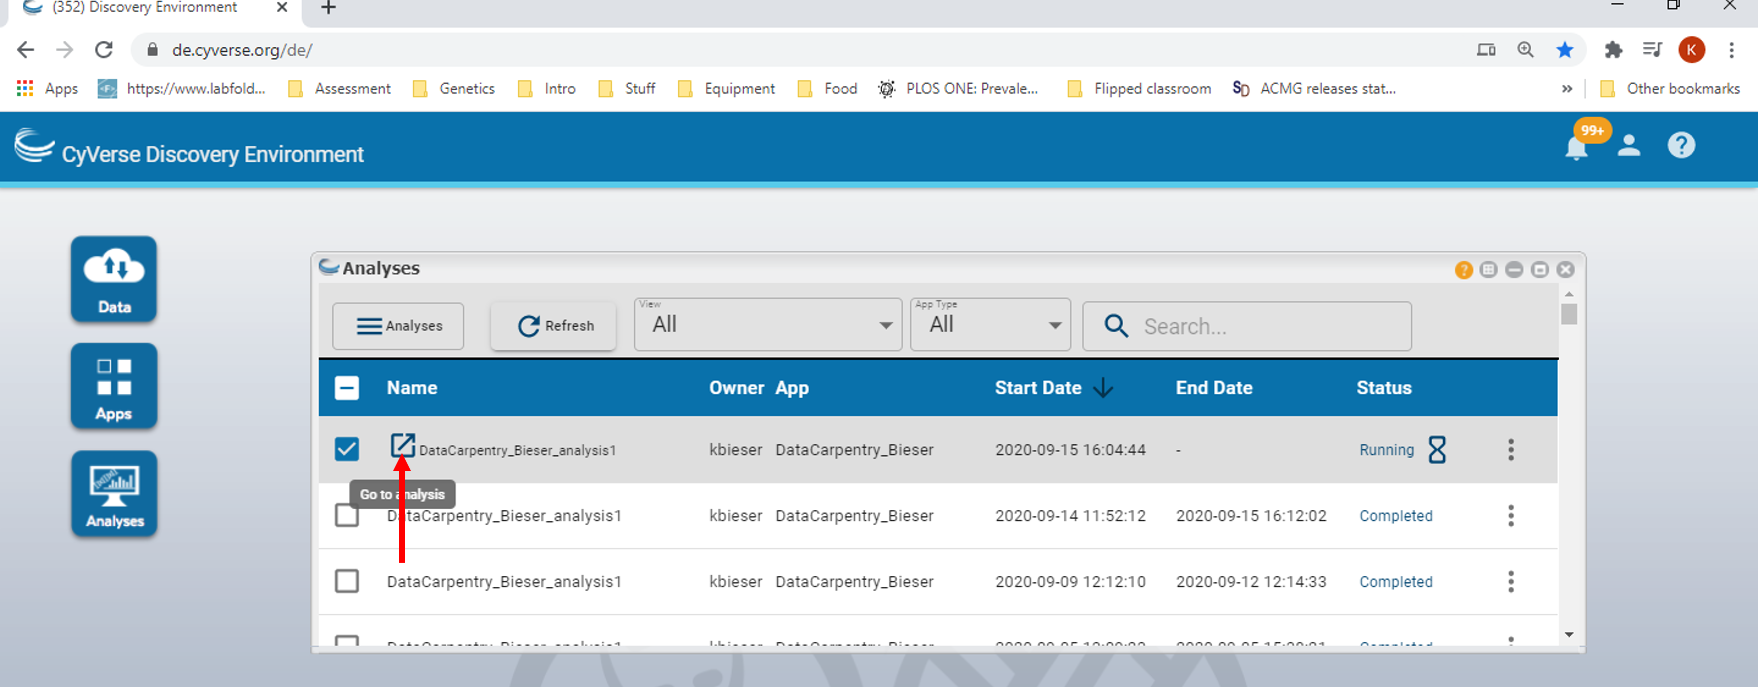 (352) Discovery Environment
de.cyverse.org/de/
K
Apps
https://www.labfold...
Assessment
Genetics
Intro
Stuff
Equipment
Food
PLOS ONE: Prevale...
Flipped classroom
SD ACMG releases stat...
»
Other bookmarks
CyVerse Discovery Environment
99+
?
Data
Apps
Analyses
Analyses
?
Analyses
Refresh
View
All
App Type
All
Search...
Name Owner App Start Date End Date Status
DataCarpentry_Bieser_analysis1 kbieser DataCarpentry_Bieser 2020-09-15 16:04:44 - Running
Go to analysis
DataCarpentry_Bieser_analysis1 kbieser DataCarpentry_Bieser 2020-09-14 11:52:12 2020-09-15 16:12:02 Completed
DataCarpentry_Bieser_analysis1 kbieser DataCarpentry_Bieser 2020-09-09 12:12:10 2020-09-12 12:14:33 Completed
DataCarpentry_Bieser_analysis1 kbieser DataCarpentry_Bieser Completed